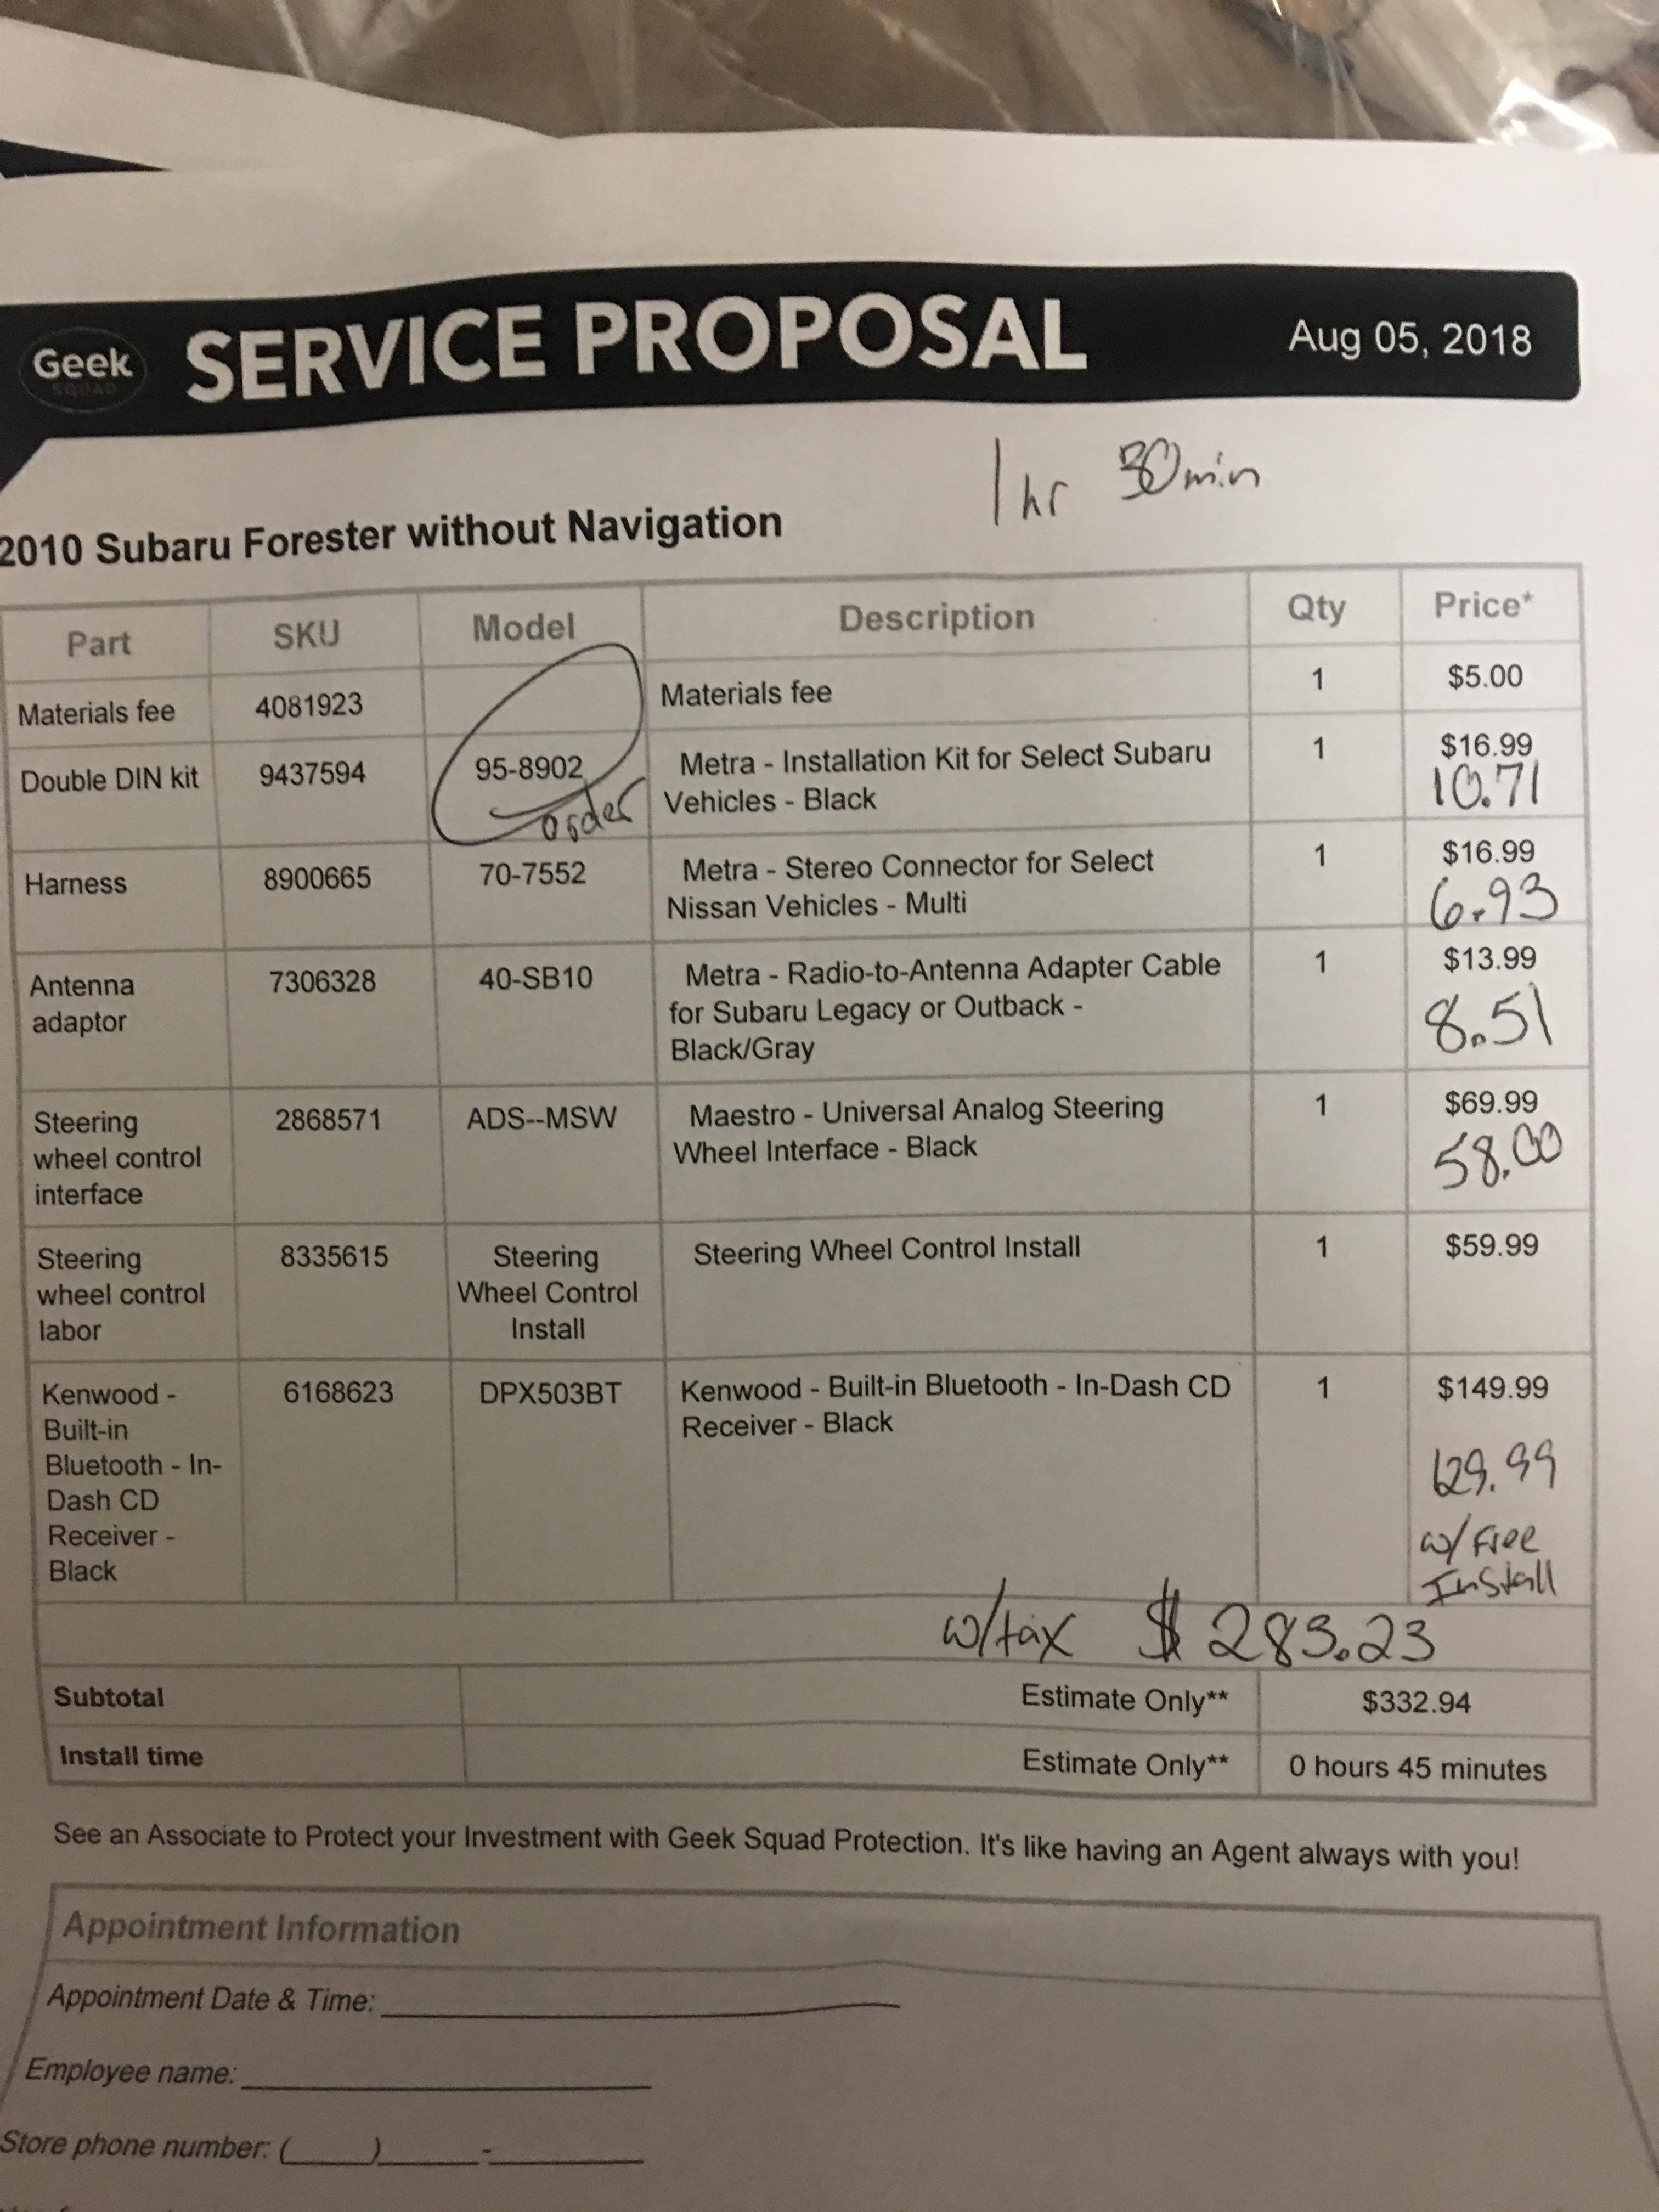 Geek
SQUAD
SERVICE PROPOSAL
Aug 05, 2018
1 hr 30min
2010 Subaru Forester without Navigation
Part SKU Model Description Qty Price*
Materials fee 4081923 Materials fee 1 $5.00
Double DIN kit 9437594 95-8902 Metra - Installation Kit for Select Subaru 1 $16.99
order Vehicles - Black 10.71
Harness 8900665 70-7552 Metra - Stereo Connector for Select 1 $16.99
Nissan Vehicles - Multi 6.93
Antenna 7306328 40-SB10 Metra - Radio-to-Antenna Adapter Cable 1 $13.99
adaptor for Subaru Legacy or Outback - 8.51
Black/Gray
Steering 2868571 ADS--MSW Maestro - Universal Analog Steering 1 $69.99
wheel control Wheel Interface - Black 58.00
interface
Steering 8335615 Steering Steering Wheel Control Install 1 $59.99
wheel control Wheel Control
labor Install
Kenwood - 6168623 DPX503BT Kenwood - Built-in Bluetooth - In-Dash CD 1 $149.99
Built-in Receiver - Black
Bluetooth - In- 129.99
Dash CD
Receiver - w/ Free
Black Install
w/tax $283.23
Subtotal Estimate Only** $332.94
Install time Estimate Only** 0 hours 45 minutes
See an Associate to Protect your Investment with Geek Squad Protection. It's like having an Agent always with you!
Appointment Information
Appointment Date & Time:
Employee name:
Store phone number: ( ) -